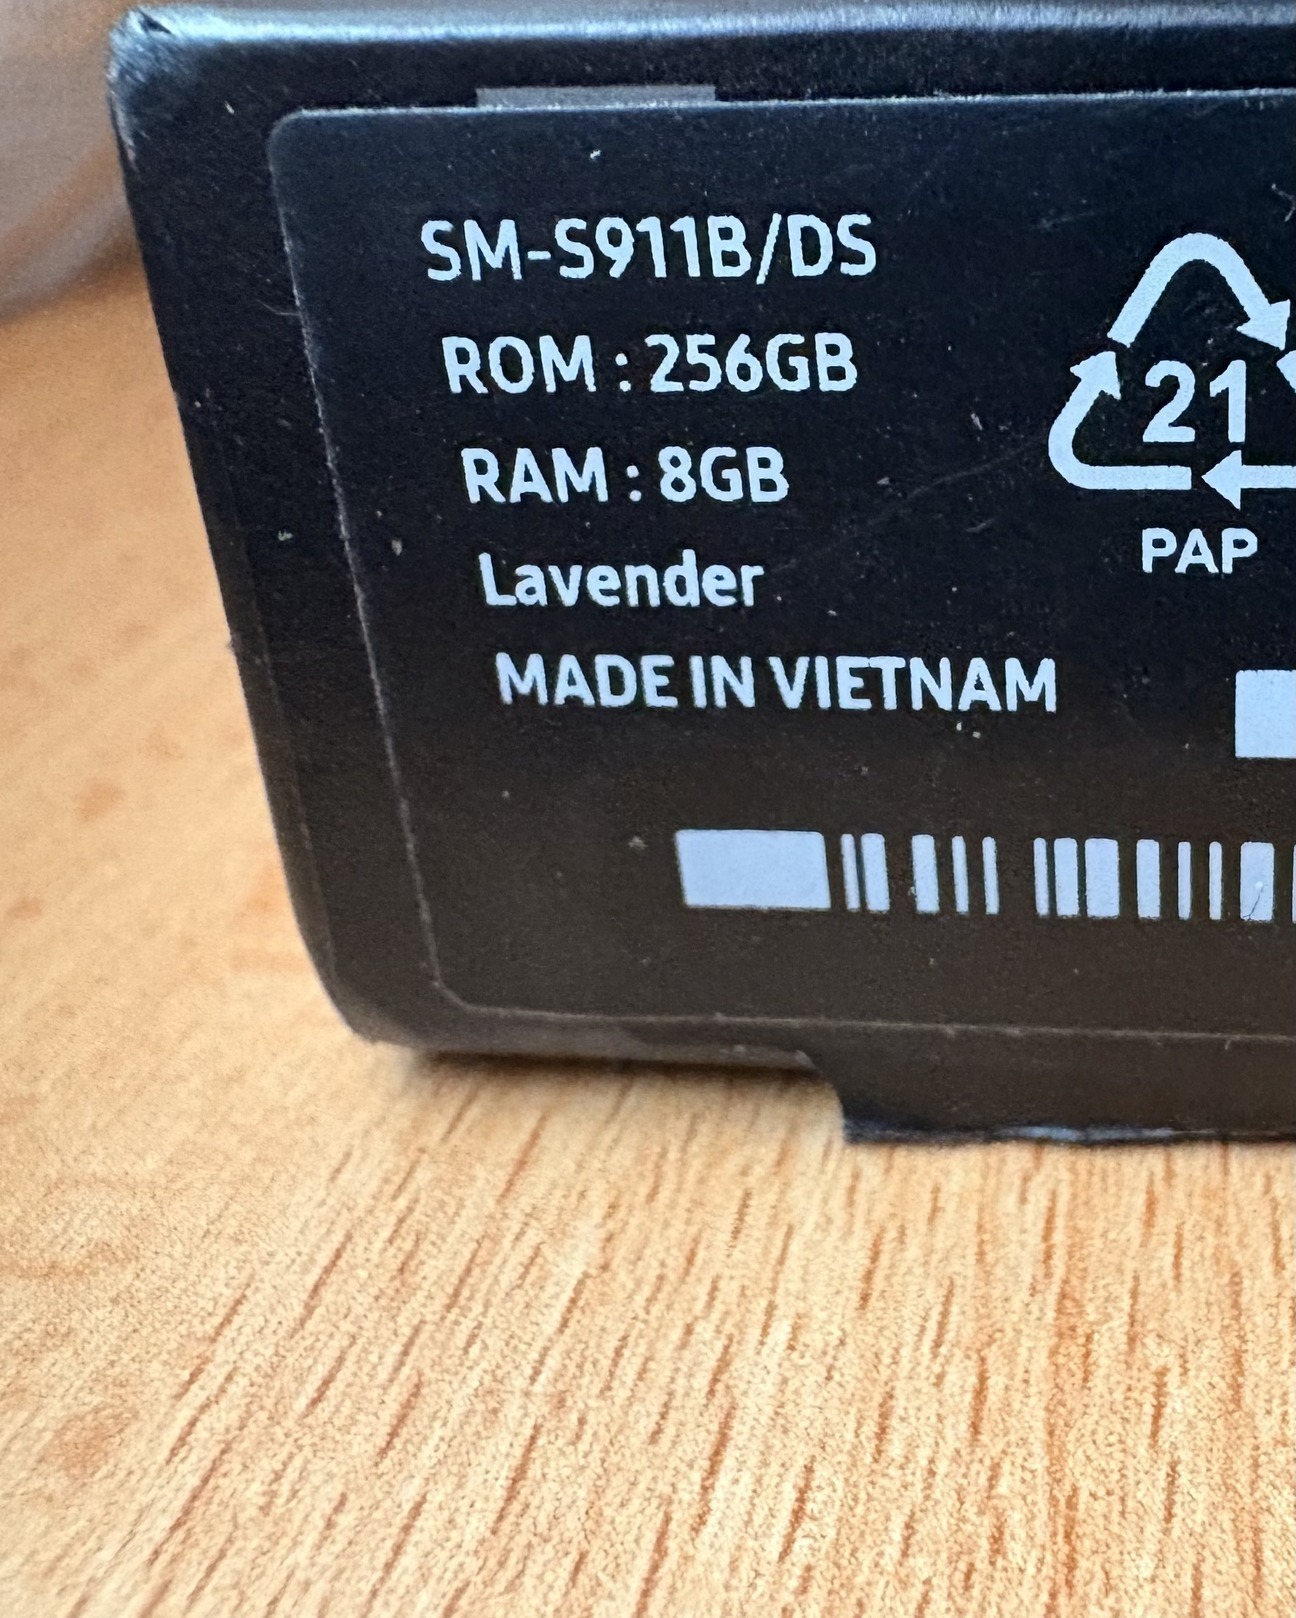 SM-S911B/DS
ROM : 256GB
RAM : 8GB
Lavender
MADE IN VIETNAM
21
PAP